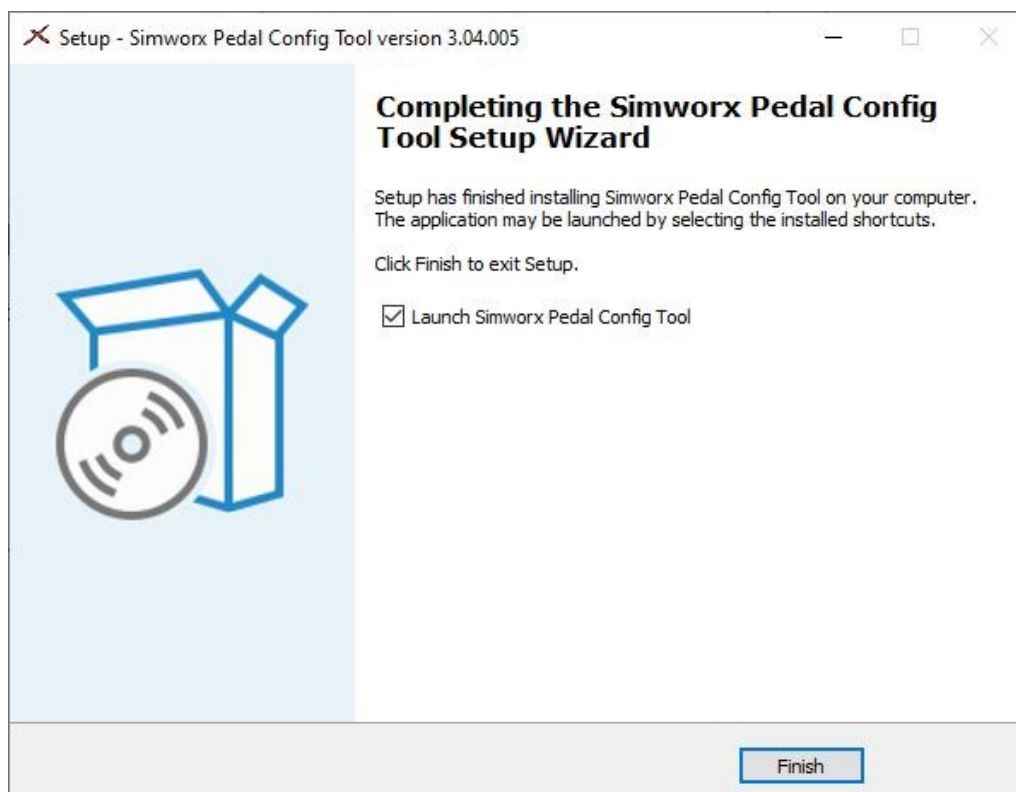 Setup - Simworx Pedal Config Tool version 3.04.005
Completing the Simworx Pedal Config
Tool Setup Wizard
Setup has finished installing Simworx Pedal Config Tool on your computer.
The application may be launched by selecting the installed shortcuts.
Click Finish to exit Setup.
Launch Simworx Pedal Config Tool
Finish